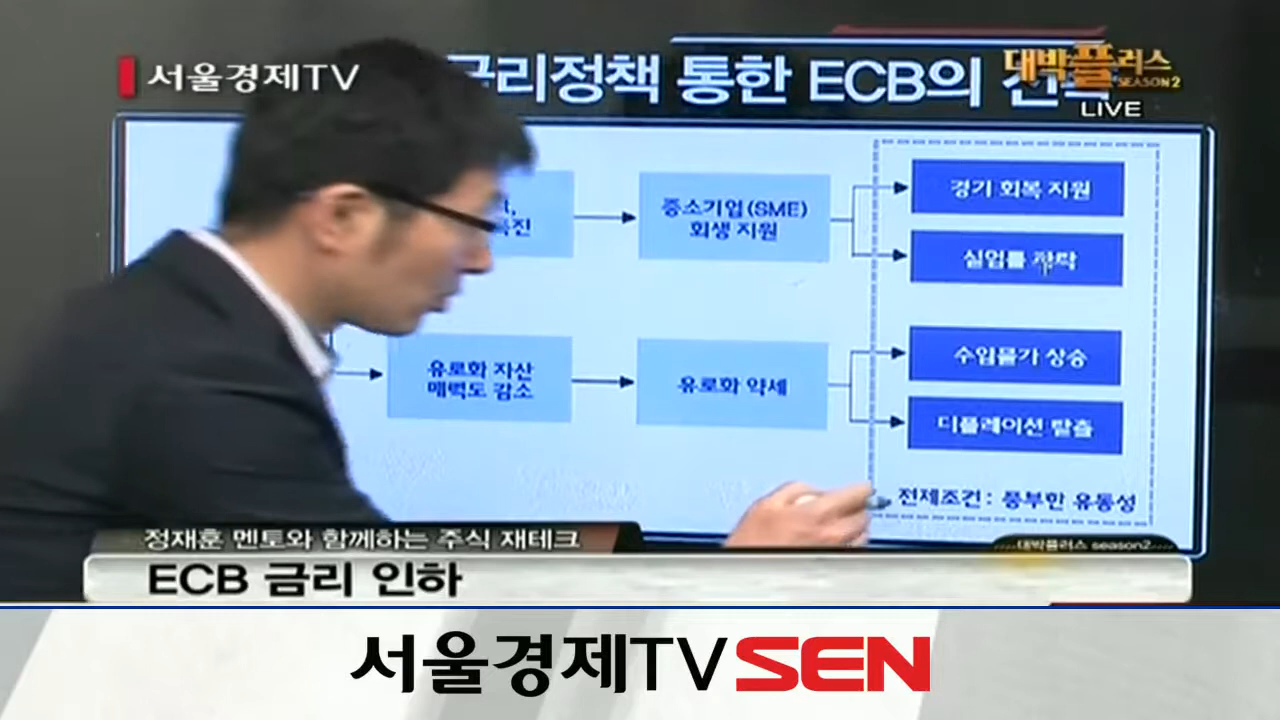 서울경제TV
금리정책 통한 ECB의
대박플러스
SEASON2
LIVE
중소기업(SME)
회생 지원
경기 회복 지원
실업률 하락
유로화 자산
매력도 감소
유로화 약세
수입물가 상승
디플레이션 탈출
전제조건: 풍부한 유동성
정재훈 멘토와 함께하는 주식 재테크
대박플러스 season2
ECB 금리 인하
서울경제TV SEN